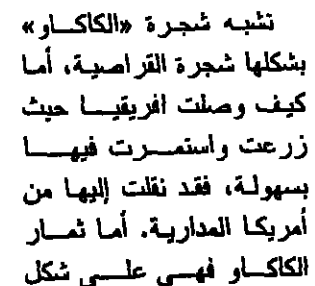 تشبه شجرة «الكاكاو»
بشكلها شجرة القراصية، أما
كيف وصلت افريقيا حيث
زرعت واستمرت فيها
بسهولة، فقد نقلت إليها من
أمريكا المدارية. أما ثمار
الكاكاو فهي على شكل